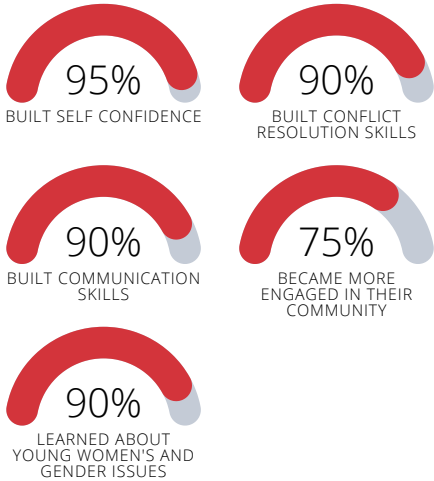 95%
BUILT SELF CONFIDENCE
90%
BUILT CONFLICT
RESOLUTION SKILLS
90%
BUILT COMMUNICATION
SKILLS
75%
BECAME MORE
ENGAGED IN THEIR
COMMUNITY
90%
LEARNED ABOUT
YOUNG WOMEN'S AND
GENDER ISSUES